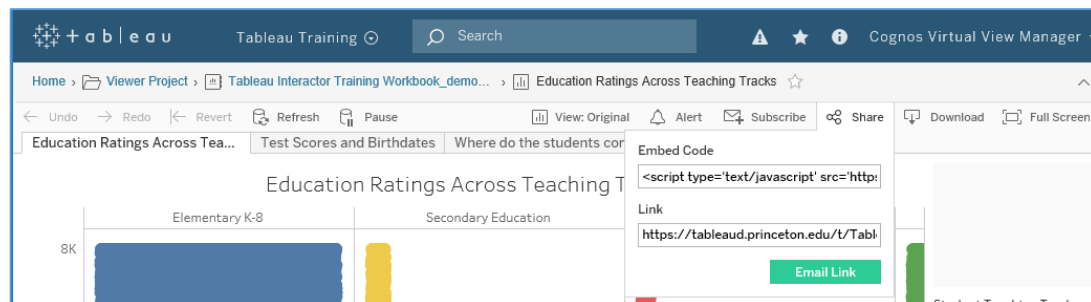 + a b | e a u Tableau Training Search Cognos Virtual View Manager
Home › Viewer Project › Tableau Interactor Training Workbook_demo... › Education Ratings Across Teaching Tracks
Undo Redo Revert Refresh Pause View: Original Alert Subscribe Share Download Full Screen
Education Ratings Across Tea... Test Scores and Birthdates Where do the students
Embed Code
<script type='text/javascript' src='https
Education Ratings Across Teaching
Link
Elementary K-8 Secondary Education
https://tableaud.princeton.edu/t/Tabl
8K
Email Link